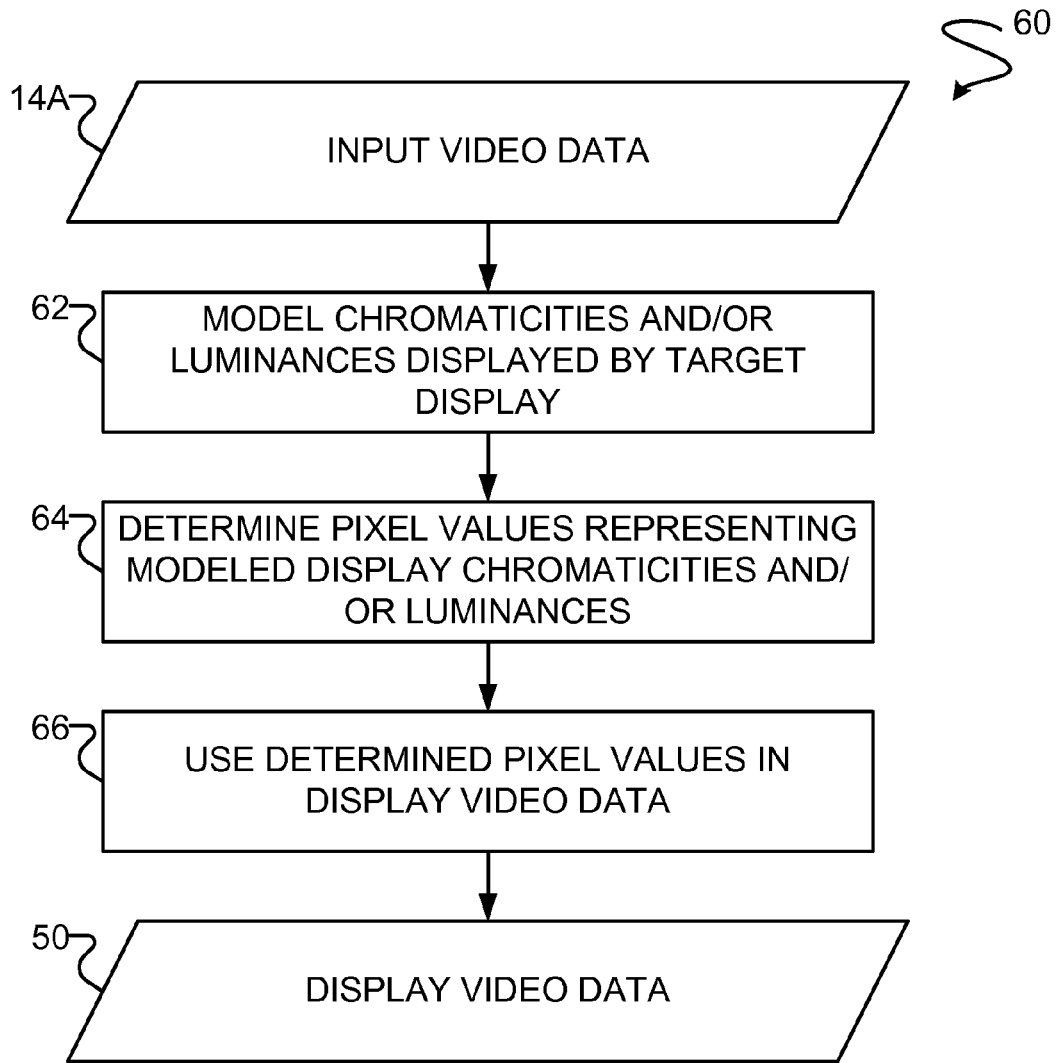 60
14A
INPUT VIDEO DATA
62
MODEL CHROMATICITIES AND/OR
LUMINANCES DISPLAYED BY TARGET
DISPLAY
64
DETERMINE PIXEL VALUES REPRESENTING
MODELED DISPLAY CHROMATICITIES AND/
OR LUMINANCES
66
USE DETERMINED PIXEL VALUES IN
DISPLAY VIDEO DATA
50
DISPLAY VIDEO DATA